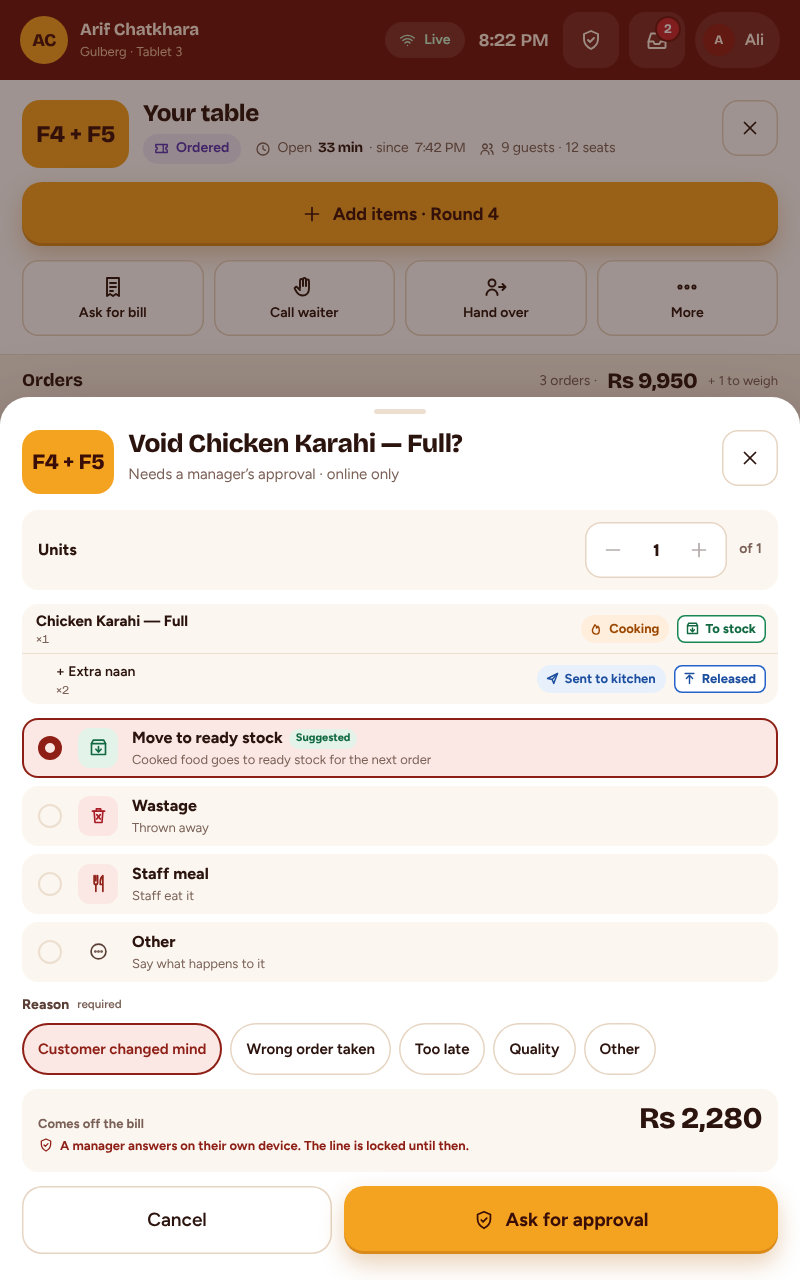 AC
Arif Chatkhara
Gulberg · Tablet 3
Live
8:22 PM
2
A
Ali
F4 + F5
Your table
Ordered
Open 33 min · since 7:42 PM
9 guests · 12 seats
Add items · Round 4
Ask for bill
Call waiter
Hand over
More
Orders
3 orders · Rs 9,950 + 1 to weigh
F4 + F5
Void Chicken Karahi — Full?
Needs a manager's approval · online only
Units
1
of 1
Chicken Karahi — Full
×1
Cooking
To stock
+ Extra naan
×2
Sent to kitchen
Released
Move to ready stock
Suggested
Cooked food goes to ready stock for the next order
Wastage
Thrown away
Staff meal
Staff eat it
Other
Say what happens to it
Reason required
Customer changed mind
Wrong order taken
Too late
Quality
Other
Comes off the bill
Rs 2,280
A manager answers on their own device. The line is locked until then.
Cancel
Ask for approval